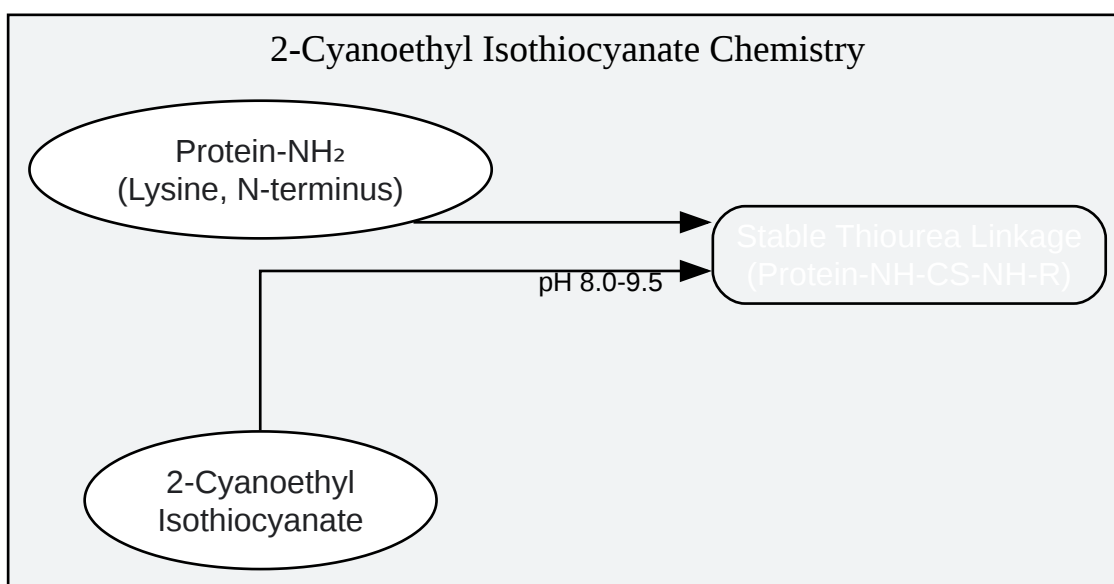 2-Cyanoethyl Isothiocyanate Chemistry
Protein-NH₂
(Lysine, N-terminus)
Stable Thiourea Linkage
(Protein-NH-CS-NH-R)
pH 8.0-9.5
2-Cyanoethyl
Isothiocyanate